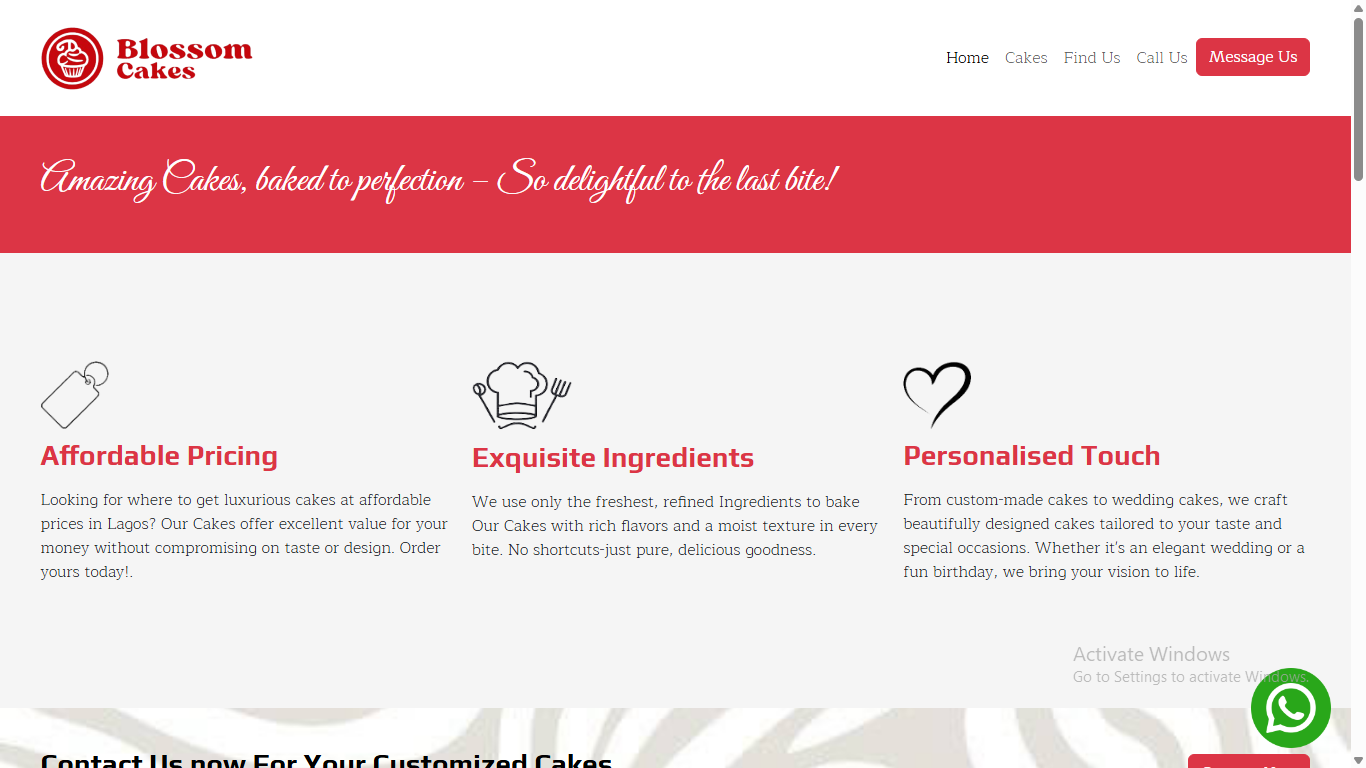 Blossom
Cakes
Home Cakes Find Us Call Us Message Us
Amazing Cakes, baked to perfection – So delightful to the last bite!
Affordable Pricing
Looking for where to get luxurious cakes at affordable
prices in Lagos? Our Cakes offer excellent value for your
money without compromising on taste or design. Order
yours today!.
Exquisite Ingredients
We use only the freshest, refined Ingredients to bake
Our Cakes with rich flavors and a moist texture in every
bite. No shortcuts-just pure, delicious goodness.
Personalised Touch
From custom-made cakes to wedding cakes, we craft
beautifully designed cakes tailored to your taste and
special occasions. Whether it's an elegant wedding or a
fun birthday, we bring your vision to life.
Activate Windows
Go to Settings to activate Windows.
Contact Us now For Your Customized Cakes